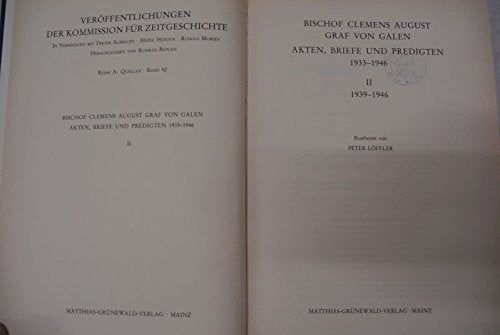 VERÖFFENTLICHUNGEN
DER KOMMISSION FÜR ZEITGESCHICHTE
In Verbindung mit Dieter Albrecht · Heinz Hürten · Rudolf Morsey
Herausgegeben von Konrad Repgen
Reihe A: Quellen · Band 42
BISCHOF CLEMENS AUGUST GRAF VON GALEN
AKTEN, BRIEFE UND PREDIGTEN 1933–1946
II
MATTHIAS-GRÜNEWALD-VERLAG · MAINZ
BISCHOF CLEMENS AUGUST
GRAF VON GALEN
AKTEN, BRIEFE UND PREDIGTEN
1933–1946
II
1939–1946
Bearbeitet von
PETER LÖFFLER
MATTHIAS-GRÜNEWALD-VERLAG · MAINZ